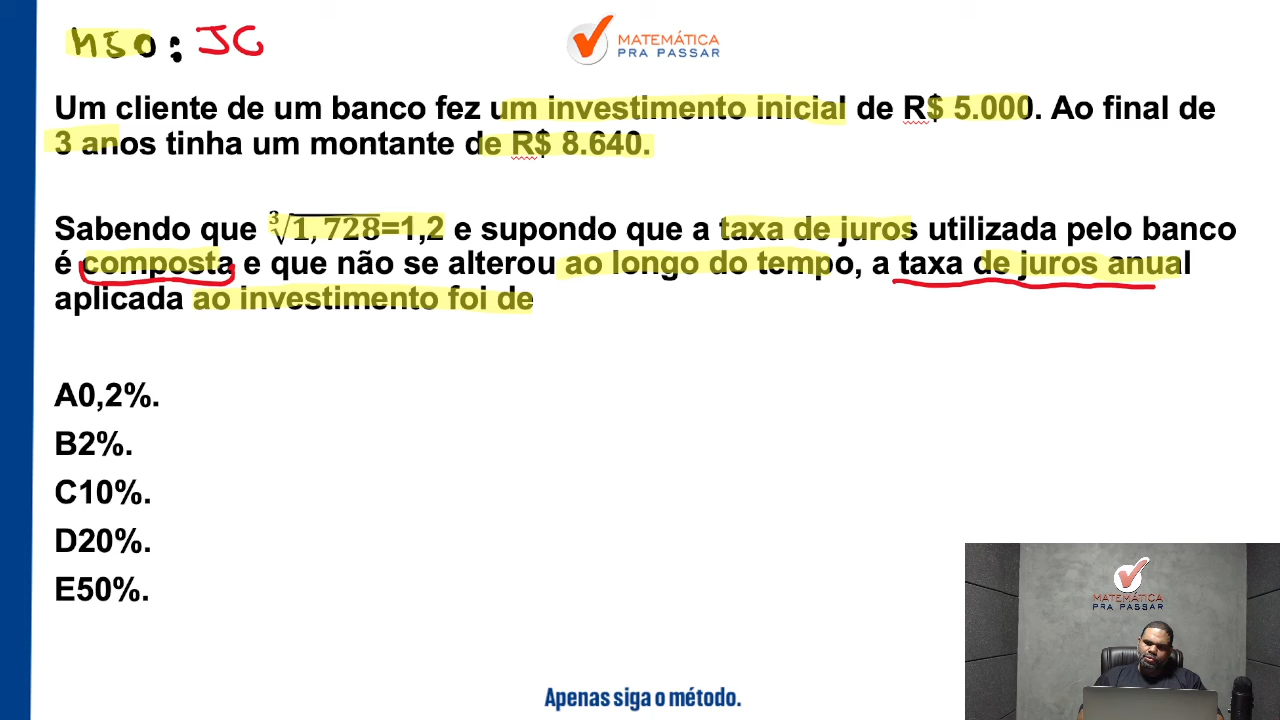 M50: JC
MATEMÁTICA
PRA PASSAR
Um cliente de um banco fez um investimento inicial de R$ 5.000. Ao final de
3 anos tinha um montante de R$ 8.640.
Sabendo que ∛1,728=1,2 e supondo que a taxa de juros utilizada pelo banco
é composta e que não se alterou ao longo do tempo, a taxa de juros anual
aplicada ao investimento foi de
A0,2%.
B2%.
C10%.
D20%.
E50%.
MATEMÁTICA
PRA PASSAR
Apenas siga o método.